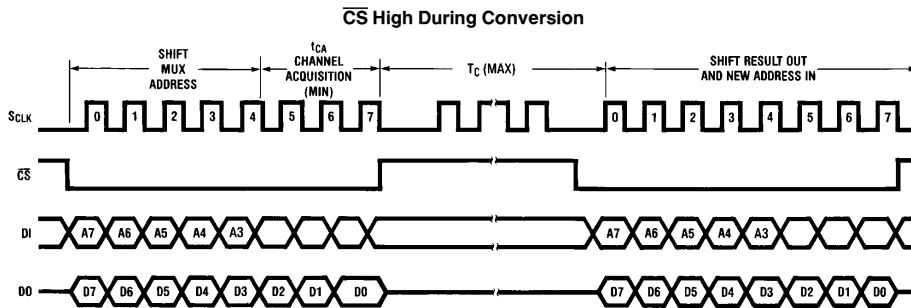 CS High During Conversion
SHIFT MUX ADDRESS
tCA CHANNEL ACQUISITION (MIN)
TC (MAX)
SHIFT RESULT OUT AND NEW ADDRESS IN
SCLK 0 1 2 3 4 5 6 7 0 1 2 3 4 5 6 7
CS
DI A7 A6 A5 A4 A3 A7 A6 A5 A4 A3
DO D7 D6 D5 D4 D3 D2 D1 D0 D7 D6 D5 D4 D3 D2 D1 D0